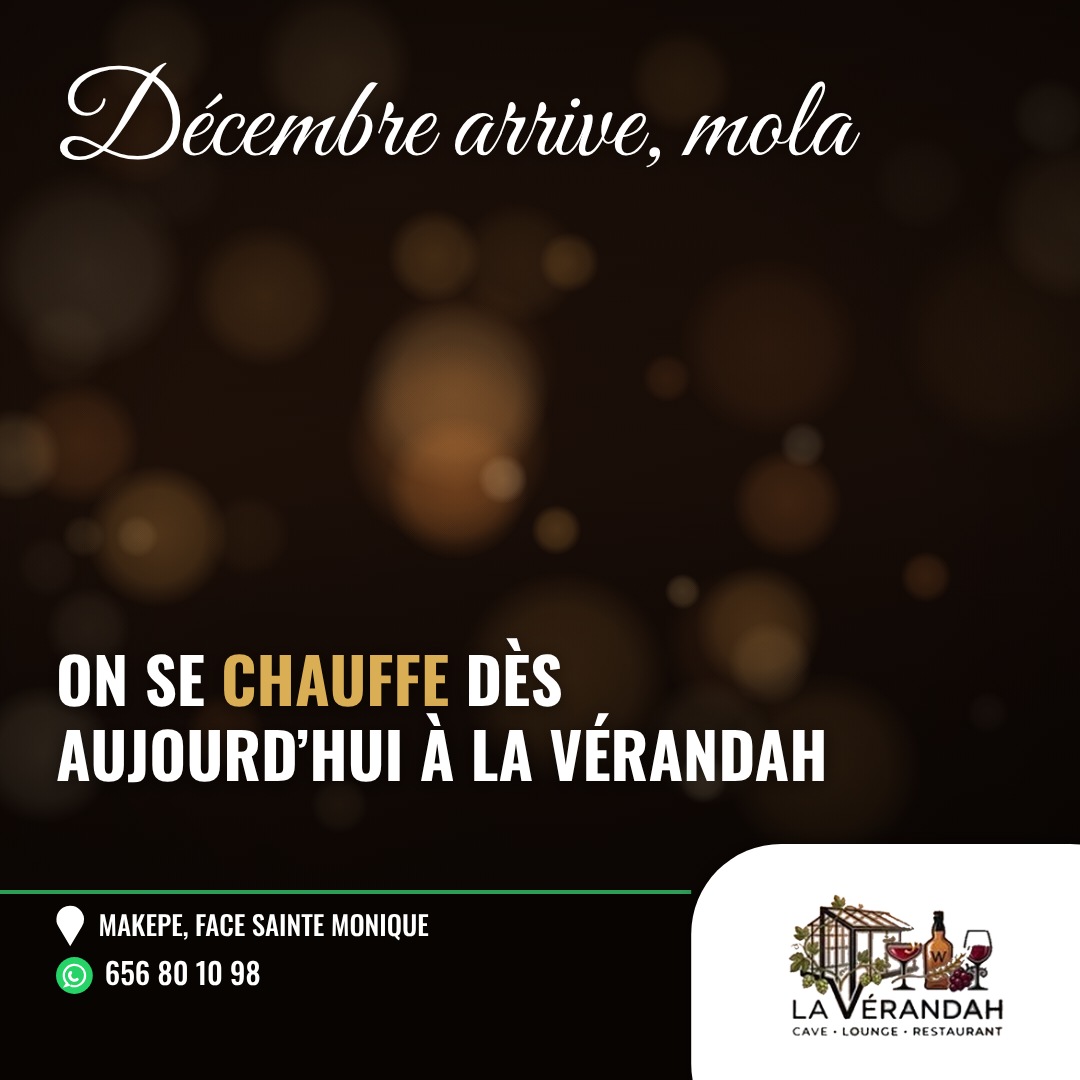 Décembre arrive, mola
ON SE CHAUFFE DÈS
AUJOURD’HUI À LA VÉRANDAH
MAKEPE, FACE SAINTE MONIQUE
656 80 10 98
W
LA VÉRANDAH
CAVE • LOUNGE • RESTAURANT